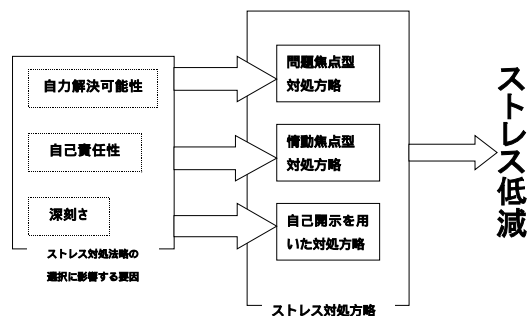 自力解決可能性
自己責任性
深刻さ
ストレス対処法略の
選択に影響する要因
問題焦点型
対処方略
情動焦点型
対処方略
自己開示を用
いた対処方略
ストレス対処方略
ストレス低減